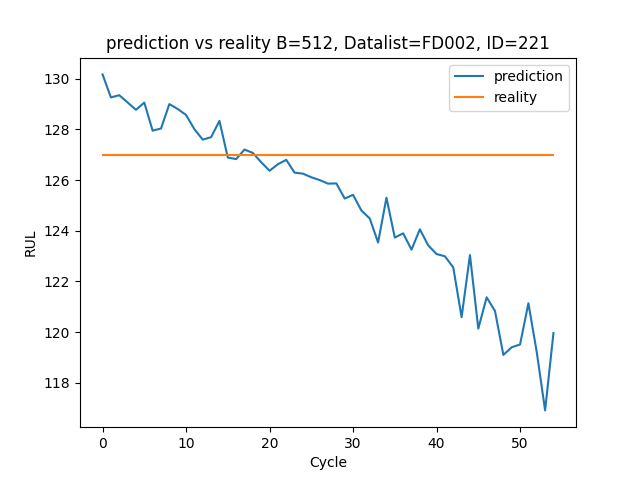 prediction vs reality B=512, Datalist=FD002, ID=221
prediction
reality
130
128
126
124
122
120
118
RUL
0 10 20 30 40 50
Cycle